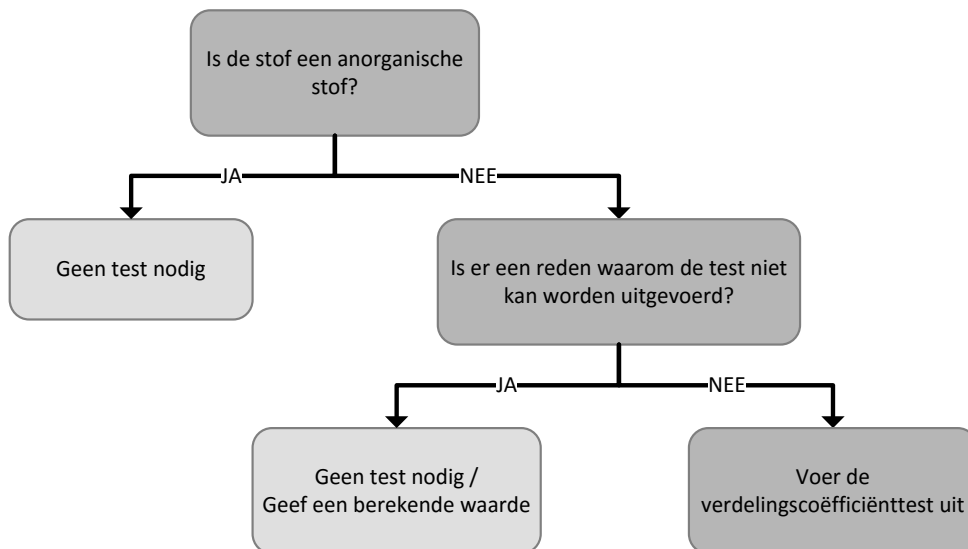 Is de stof een anorganische
stof?
JA
NEE
Geen test nodig
Is er een reden waarom de test niet
kan worden uitgevoerd?
JA
NEE
Geen test nodig /
Geef een berekende waarde
Voer de
verdelingscoëfficiënttest uit